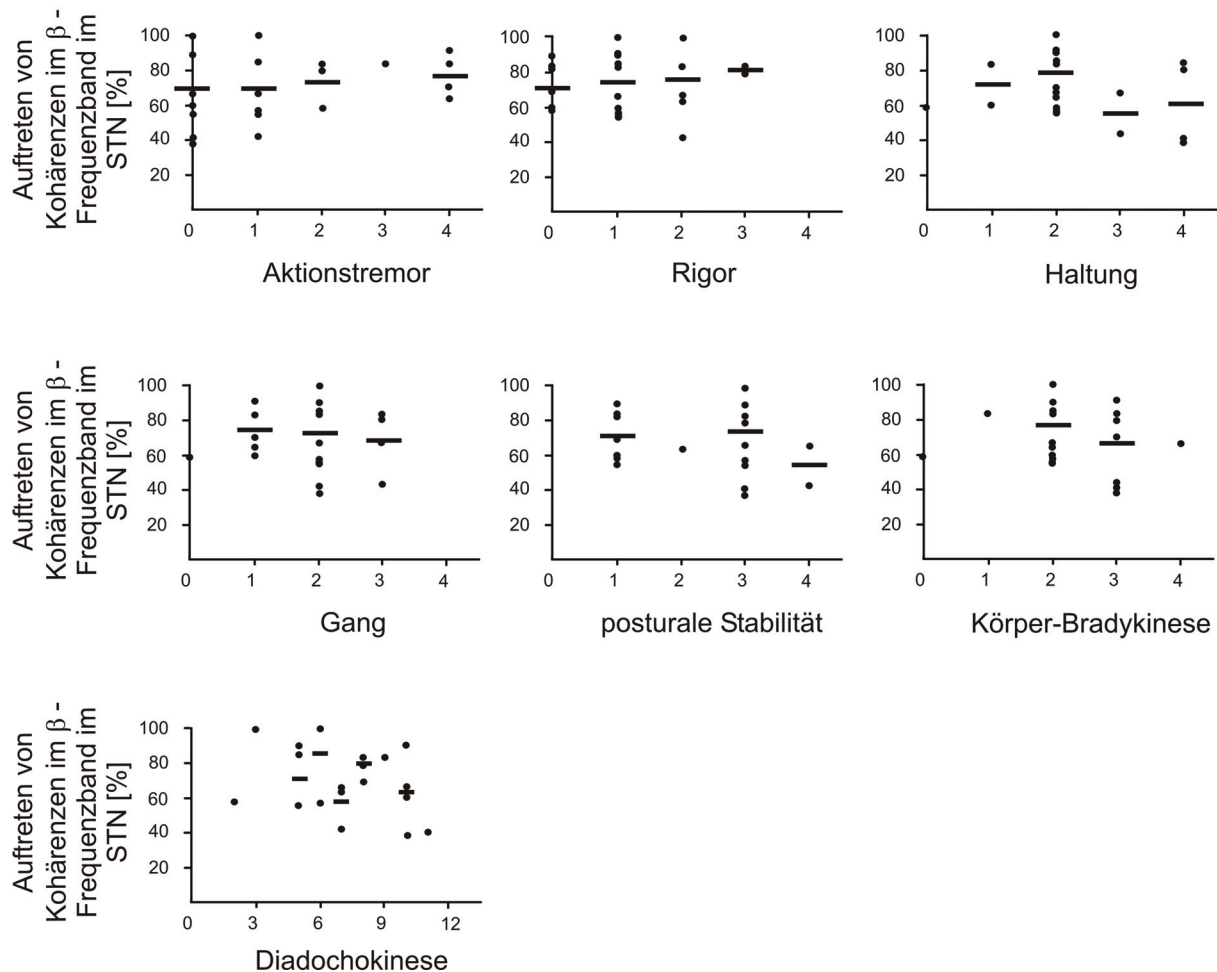 Auftreten von
Kohärenzen im β -
Frequenzband im
STN [%]
100
80
60
40
20
0 1 2 3 4
Aktionstremor
100
80
60
40
20
0 1 2 3 4
Rigor
100
80
60
40
20
0 1 2 3 4
Haltung
Auftreten von
Kohärenzen im β -
Frequenzband im
STN [%]
100
80
60
40
20
0 1 2 3 4
Gang
100
80
60
40
20
0 1 2 3 4
posturale Stabilität
100
80
60
40
20
0 1 2 3 4
Körper-Bradykinese
Auftreten von
Kohärenzen im β -
Frequenzband im
STN [%]
100
80
60
40
20
0 3 6 9 12
Diadochokinese